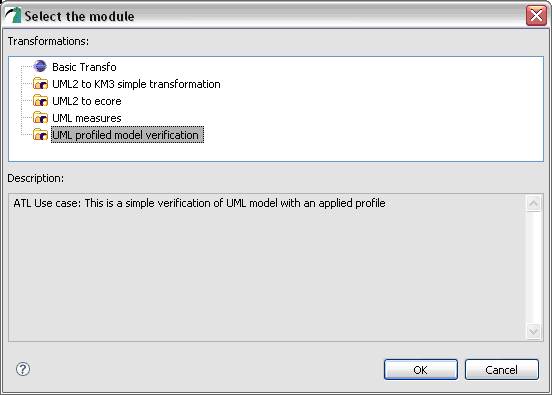 Select the module
Transformations:
Basic Transfo
UML2 to KM3 simple transformation
UML2 to ecore
UML measures
UML profiled model verification
Description:
ATL Use case: This is a simple verification of UML model with an applied profile
?
OK Cancel